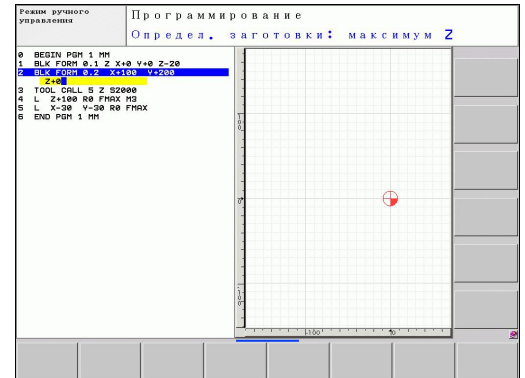 Режим ручного
управления
Программирование
Определ. заготовки: максимум Z
0 BEGIN PGM 1 MM
1 BLK FORM 0.1 Z X+0 Y+0 Z-20
2 BLK FORM 0.2 X+100 Y+200
Z+0
3 TOOL CALL 5 Z S2000
4 L Z+100 R0 FMAX M3
5 L X-30 Y-30 R0 FMAX
6 END PGM 1 MM
-100